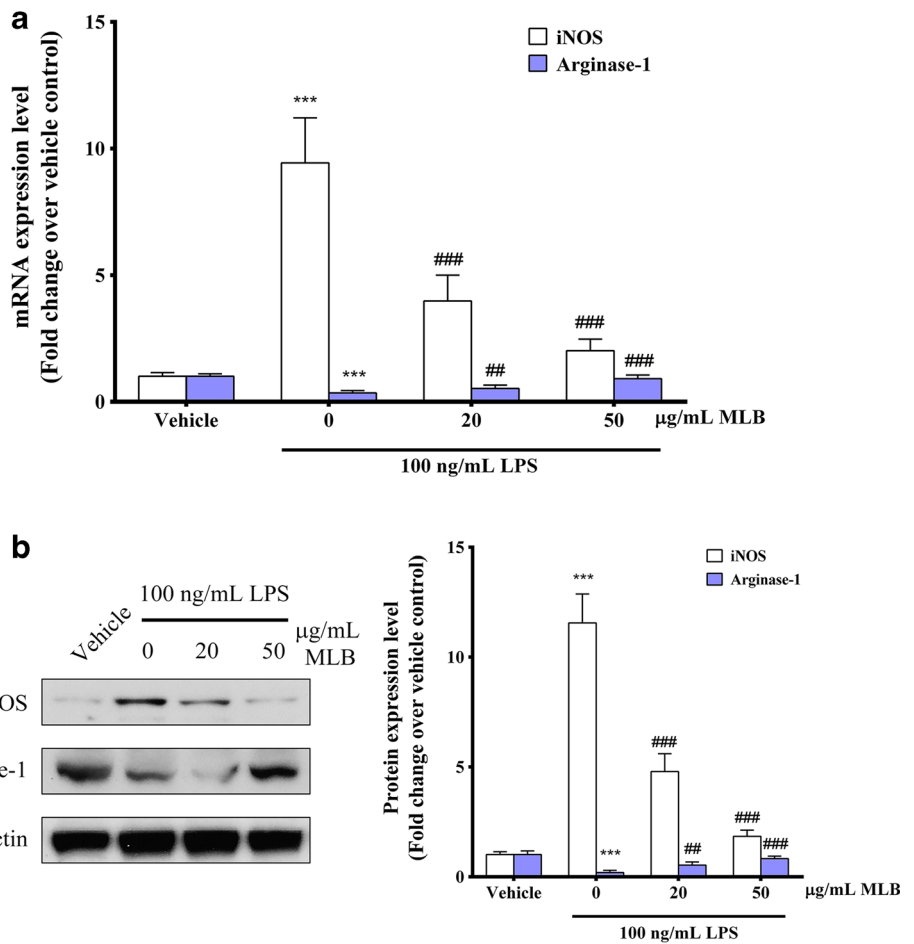 a
15
10
5
0
mRNA expression level
(Fold change over vehicle control)
iNOS
Arginase-1
***
***
###
##
###
###
Vehicle
0
20
50
µg/mL MLB
100 ng/mL LPS
b
100 ng/mL LPS
Vehicle
0
20
50
µg/mL
MLB
OS
e-1
ctin
15
10
5
0
Protein expression level
(Fold change over vehicle control)
iNOS
Arginase-1
***
***
###
##
###
###
Vehicle
0
20
50
µg/mL MLB
100 ng/mL LPS